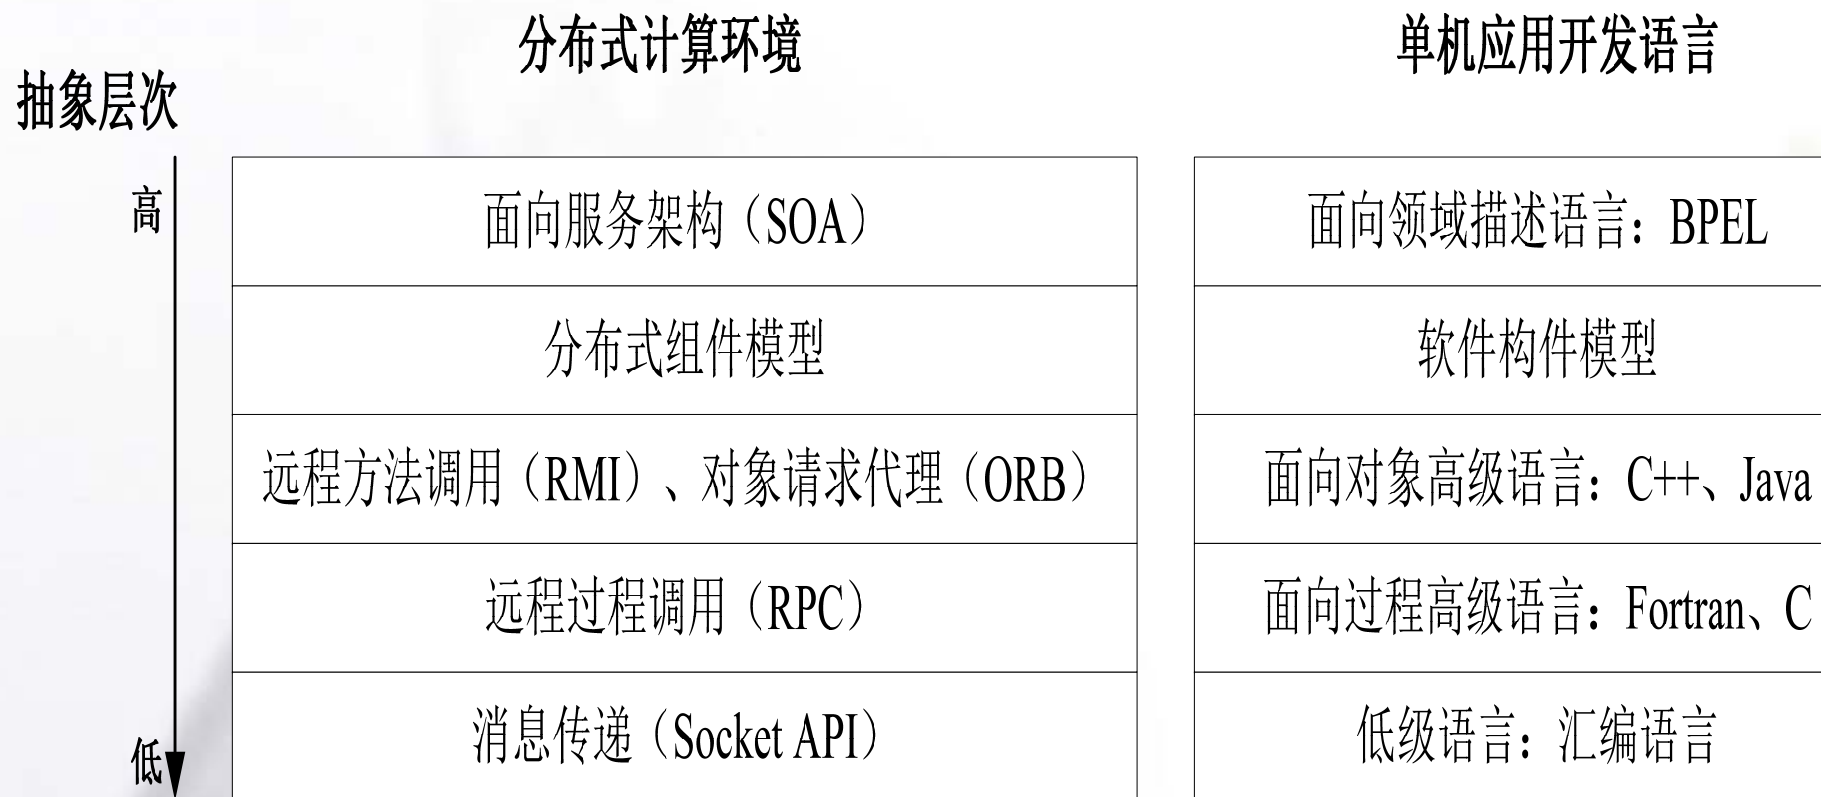 分布式计算环境
单机应用开发语言
抽象层次
高
面向服务架构（SOA）
面向领域描述语言：BPEL
分布式组件模型
软件构件模型
远程方法调用（RMI）、对象请求代理（ORB）
面向对象高级语言：C++、Java
远程过程调用（RPC）
面向过程高级语言：Fortran、C
低
消息传递（Socket API）
低级语言：汇编语言